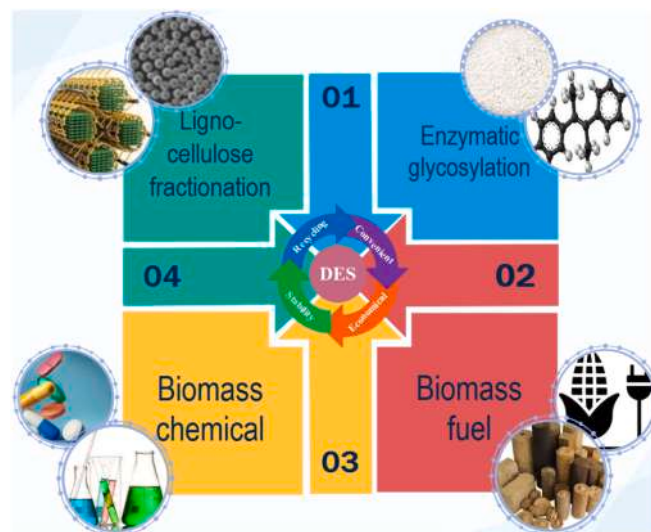 01
Ligno-
cellulose
fractionation
Enzymatic
glycosylation
Recycling
Convenient
04
DES
02
Stability
Economical
Biomass
chemical
Biomass
fuel
03